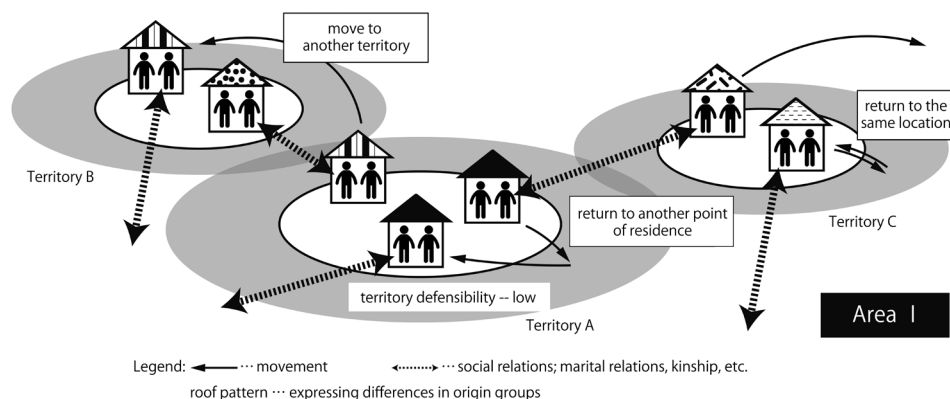 move to
another territory
return to the
same location
Territory B
Territory C
return to another point
of residence
territory defensibility -- low
Territory A
Area I
Legend: ··· movement ··· social relations; marital relations, kinship, etc.
roof pattern ··· expressing differences in origin groups